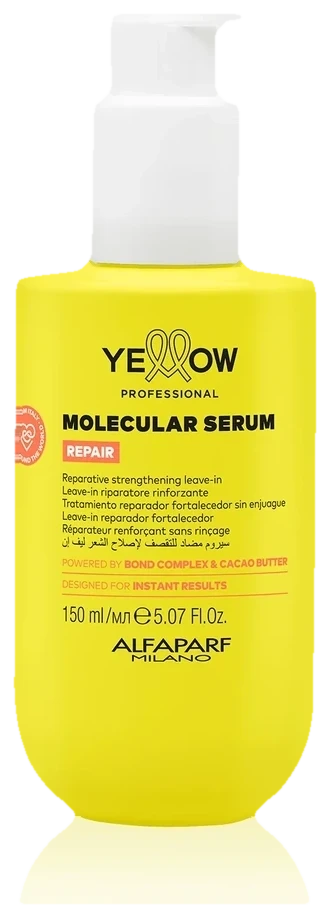 YELLOW
PROFESSIONAL
MOLECULAR SERUM
REPAIR
Reparative strengthening leave-in
Leave-in riparatore rinforzante
Tratamiento reparador fortalecedor sin enjuague
Leave-in reparador fortalecedor
Réparateur renforçant sans rinçage
سيروم مضاد للتقصف لإصلاح الشعر ليف إن
POWERED BY BOND COMPLEX & CACAO BUTTER
DESIGNED FOR INSTANT RESULTS
150 ml/мл ℮ 5.07 Fl.Oz.
ALFAPARF
MILANO